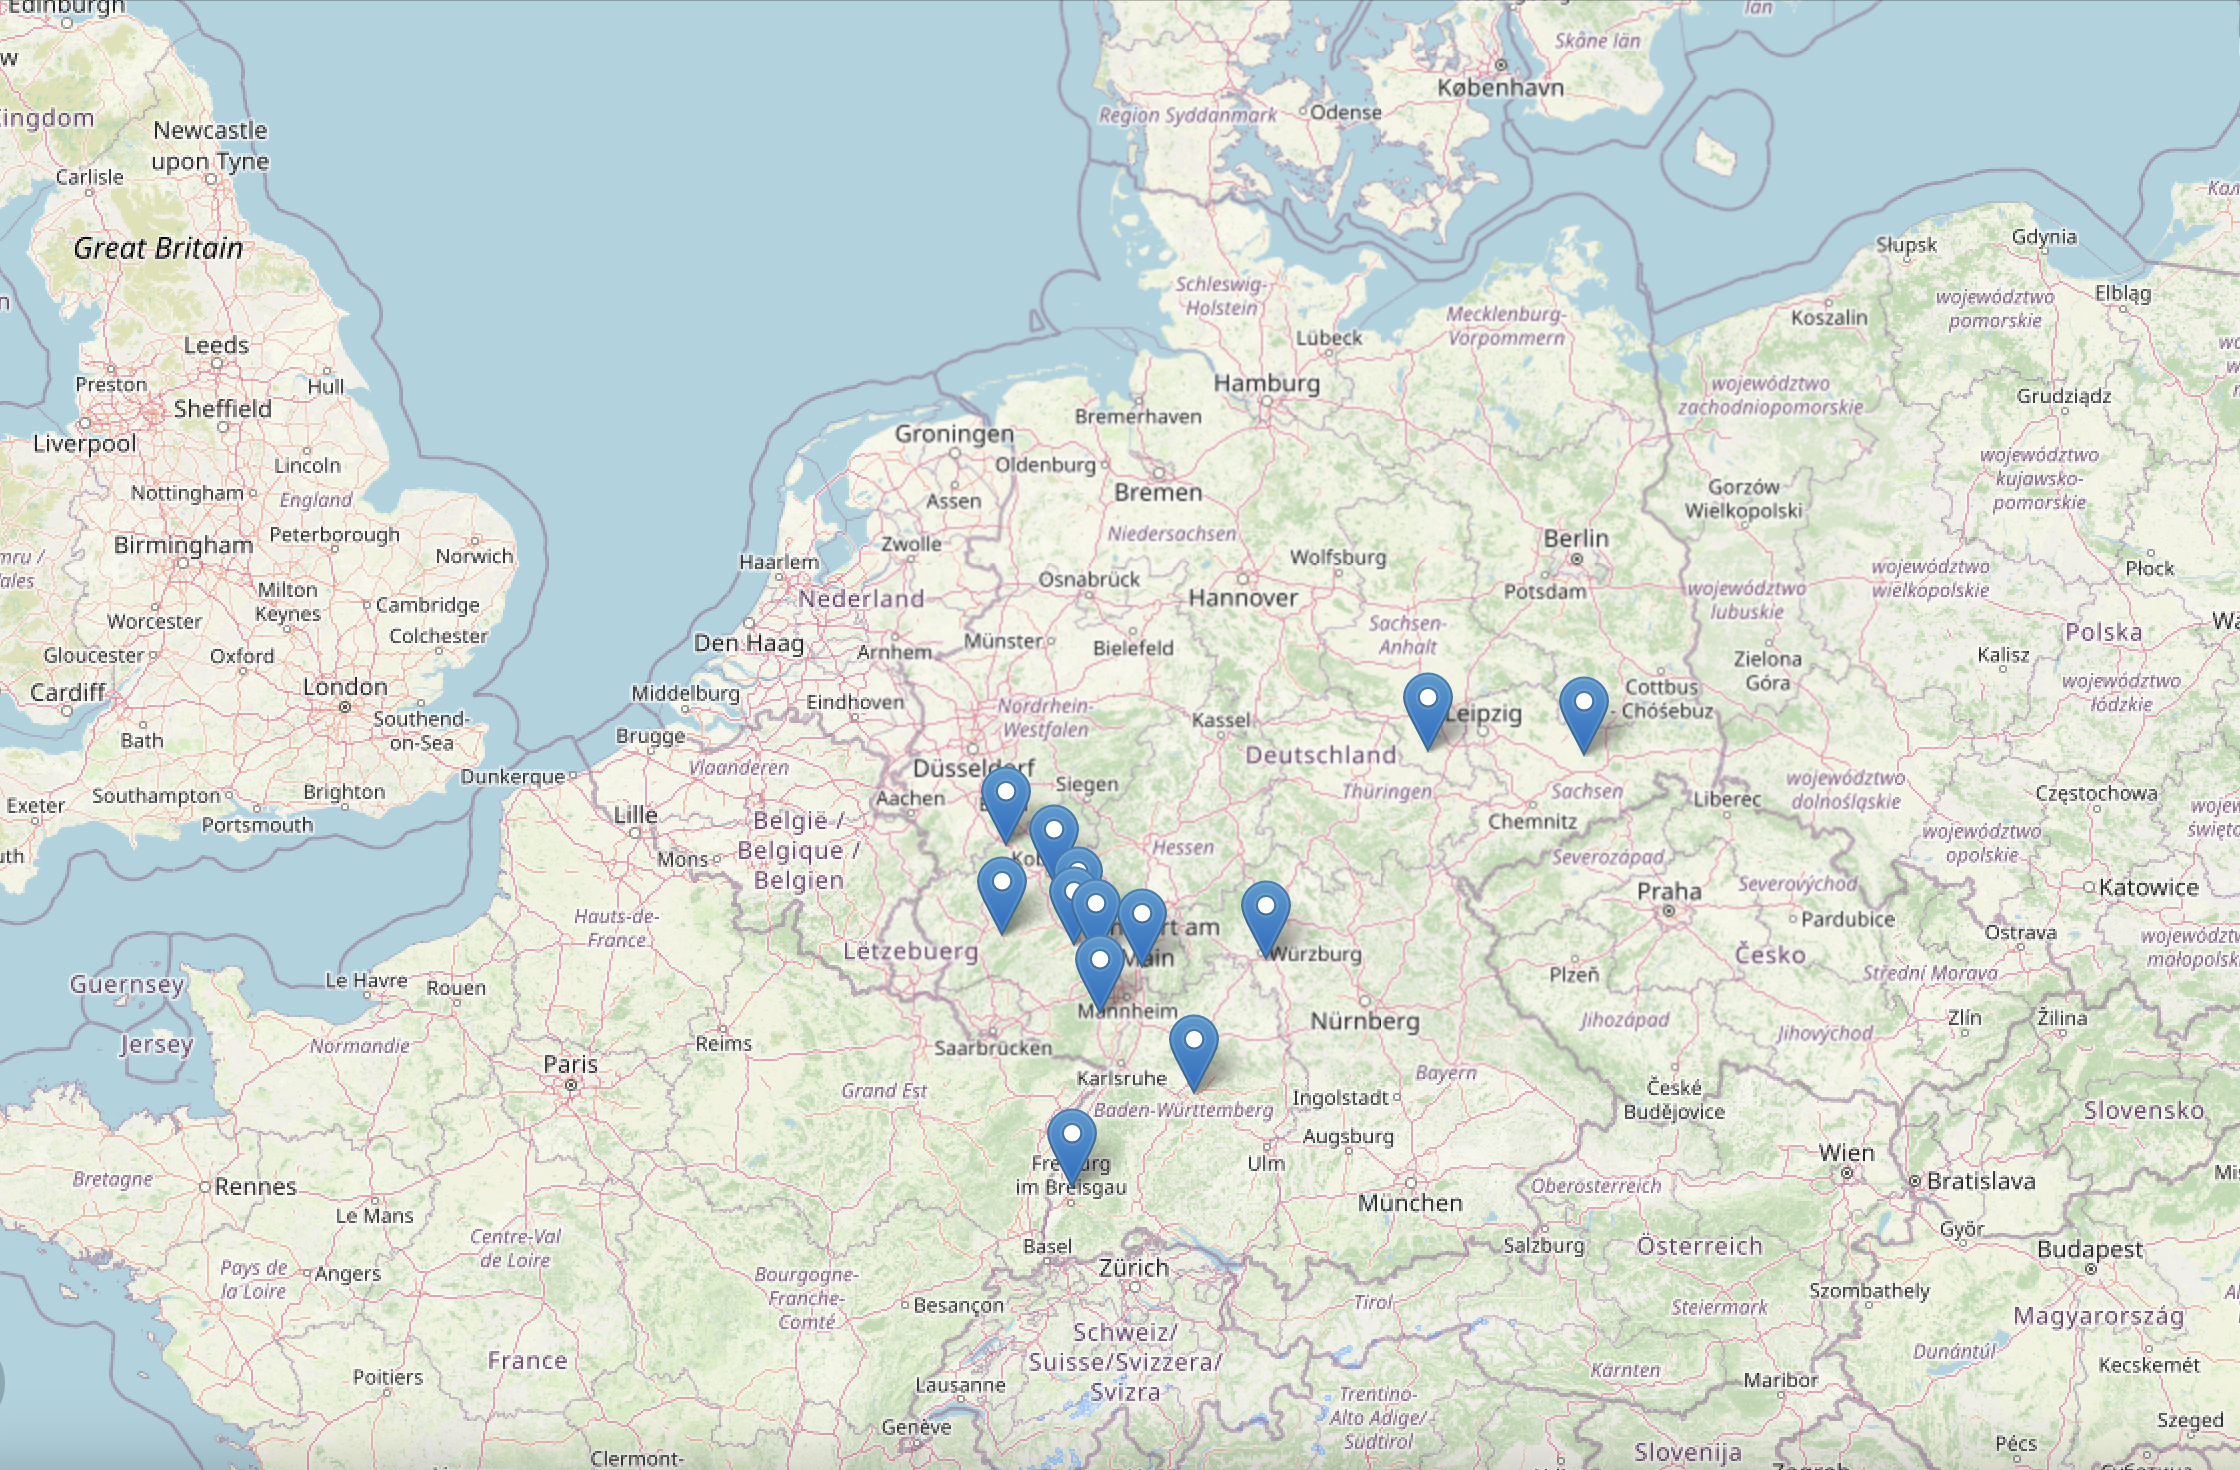 Edinburgh
län
Skåne län
København
Region Syddanmark
Odense
ingdom
Newcastle
upon Tyne
Carlisle
Great Britain
Słupsk
Gdynia
Elbląg
Schleswig-
Holstein
Mecklenburg-
Vorpommern
województwo
pomorskie
Koszalin
Lübeck
Leeds
Preston
Hull
Hamburg
województwo
zachodniopomorskie
Grudziądz
Sheffield
Bremerhaven
Liverpool
Groningen
Lincoln
Oldenburg
województwo
kujawsko-
pomorskie
Nottingham
England
Assen
Bremen
Gorzów
Wielkopolski
Peterborough
Niedersachsen
Birmingham
Norwich
Zwolle
Wolfsburg
Berlin
Haarlem
Osnabrück
Płock
województwo
wielkopolskie
Milton
Keynes
Cambridge
Nederland
Hannover
Potsdam
województwo
lubuskie
Worcester
Colchester
Sachsen-
Anhalt
Polska
Gloucester
Oxford
Den Haag
Arnhem
Münster
Bielefeld
Zielona
Góra
Kalisz
Cardiff
London
Middelburg
Eindhoven
Cottbus
- Chóśebuz
województwo
łódzkie
Southend-
on-Sea
Nordrhein-
Westfalen
Kassel
Leipzig
Bath
Brugge
Deutschland
Vlaanderen
Düsseldorf
Dunkerque
Siegen
Exeter
Southampton
Brighton
Aachen
Thüringen
Sachsen
Liberec
województwo
dolnośląskie
Częstochowa
Portsmouth
Lille
België /
Belgique /
Belgien
Chemnitz
województwo
opolskie
Mons
Hessen
Severozápad
Praha
Severovýchod
Katowice
Hauts-de-
France
Pardubice
Ostrava
Lëtzebuerg
rt am
Main
Würzburg
Česko
Plzeň
Střední Morava
Guernsey
Le Havre
Rouen
Mannheim
Nürnberg
Jihozápad
Jihovýchod
Zlín
Žilina
Jersey
Normandie
Reims
Saarbrücken
Paris
Karlsruhe
Bayern
Grand Est
Baden-Württemberg
Ingolstadt
České
Budějovice
Slovensko
Augsburg
Bretagne
Rennes
Freiburg
im Breisgau
Ulm
Wien
Bratislava
Oberösterreich
München
Le Mans
Győr
Centre-Val
de Loire
Basel
Zürich
Salzburg
Österreich
Budapest
Pays de
la Loire
Angers
Bourgogne-
Franche-
Comté
Besançon
Tirol
Steiermark
Szombathely
Magyarország
Schweiz/
Suisse/Svizzera/
Svizra
France
Poitiers
Lausanne
Kärnten
Maribor
Dunántúl
Kecskemét
Genève
Trentino-
Alto Adige/
Südtirol
Szeged
Clermont-
Slovenija
Pécs